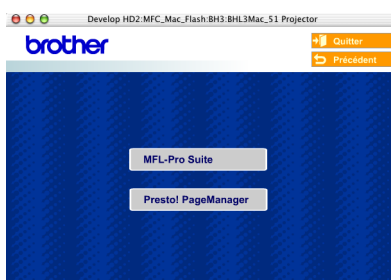 Develop HD2:MFC_Mac_Flash:BH3:BHL3Mac_51 Projector
brother
Quitter
Précédent
MFL-Pro Suite
Presto! PageManager